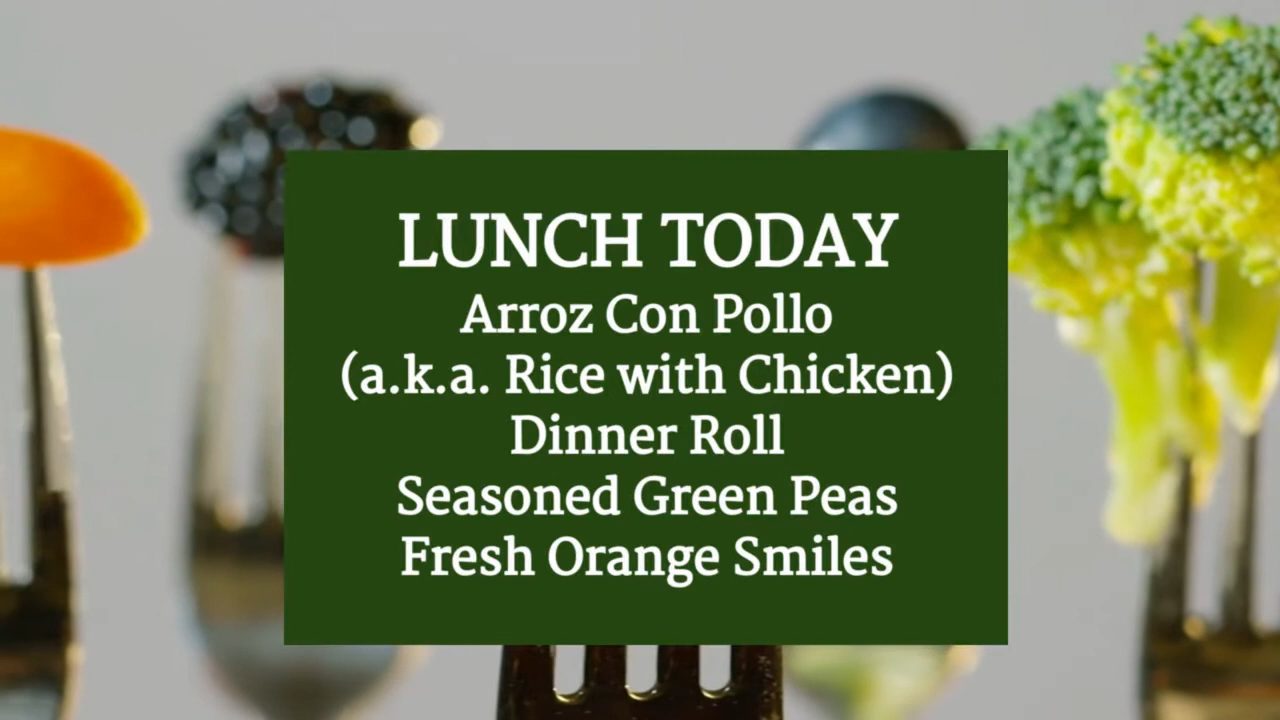 LUNCH TODAY
Arroz Con Pollo
(a.k.a. Rice with Chicken)
Dinner Roll
Seasoned Green Peas
Fresh Orange Smiles